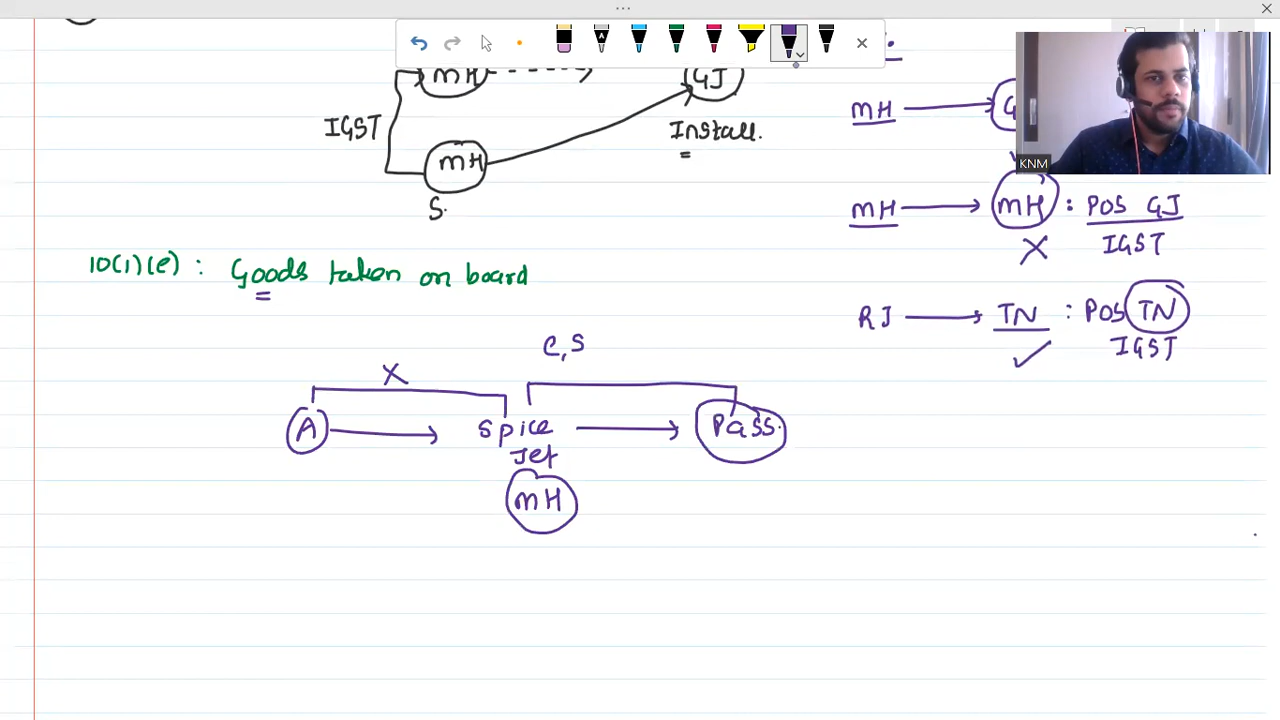 mH
GJ
IGST
Install.
mH
S.
mH
KNM
mH : POS GJ
X IGST
10(1)(e) : Goods taken on board
RJ TN : POS TN
IGST
C, S
X
A Spice Pass.
Jet
mH